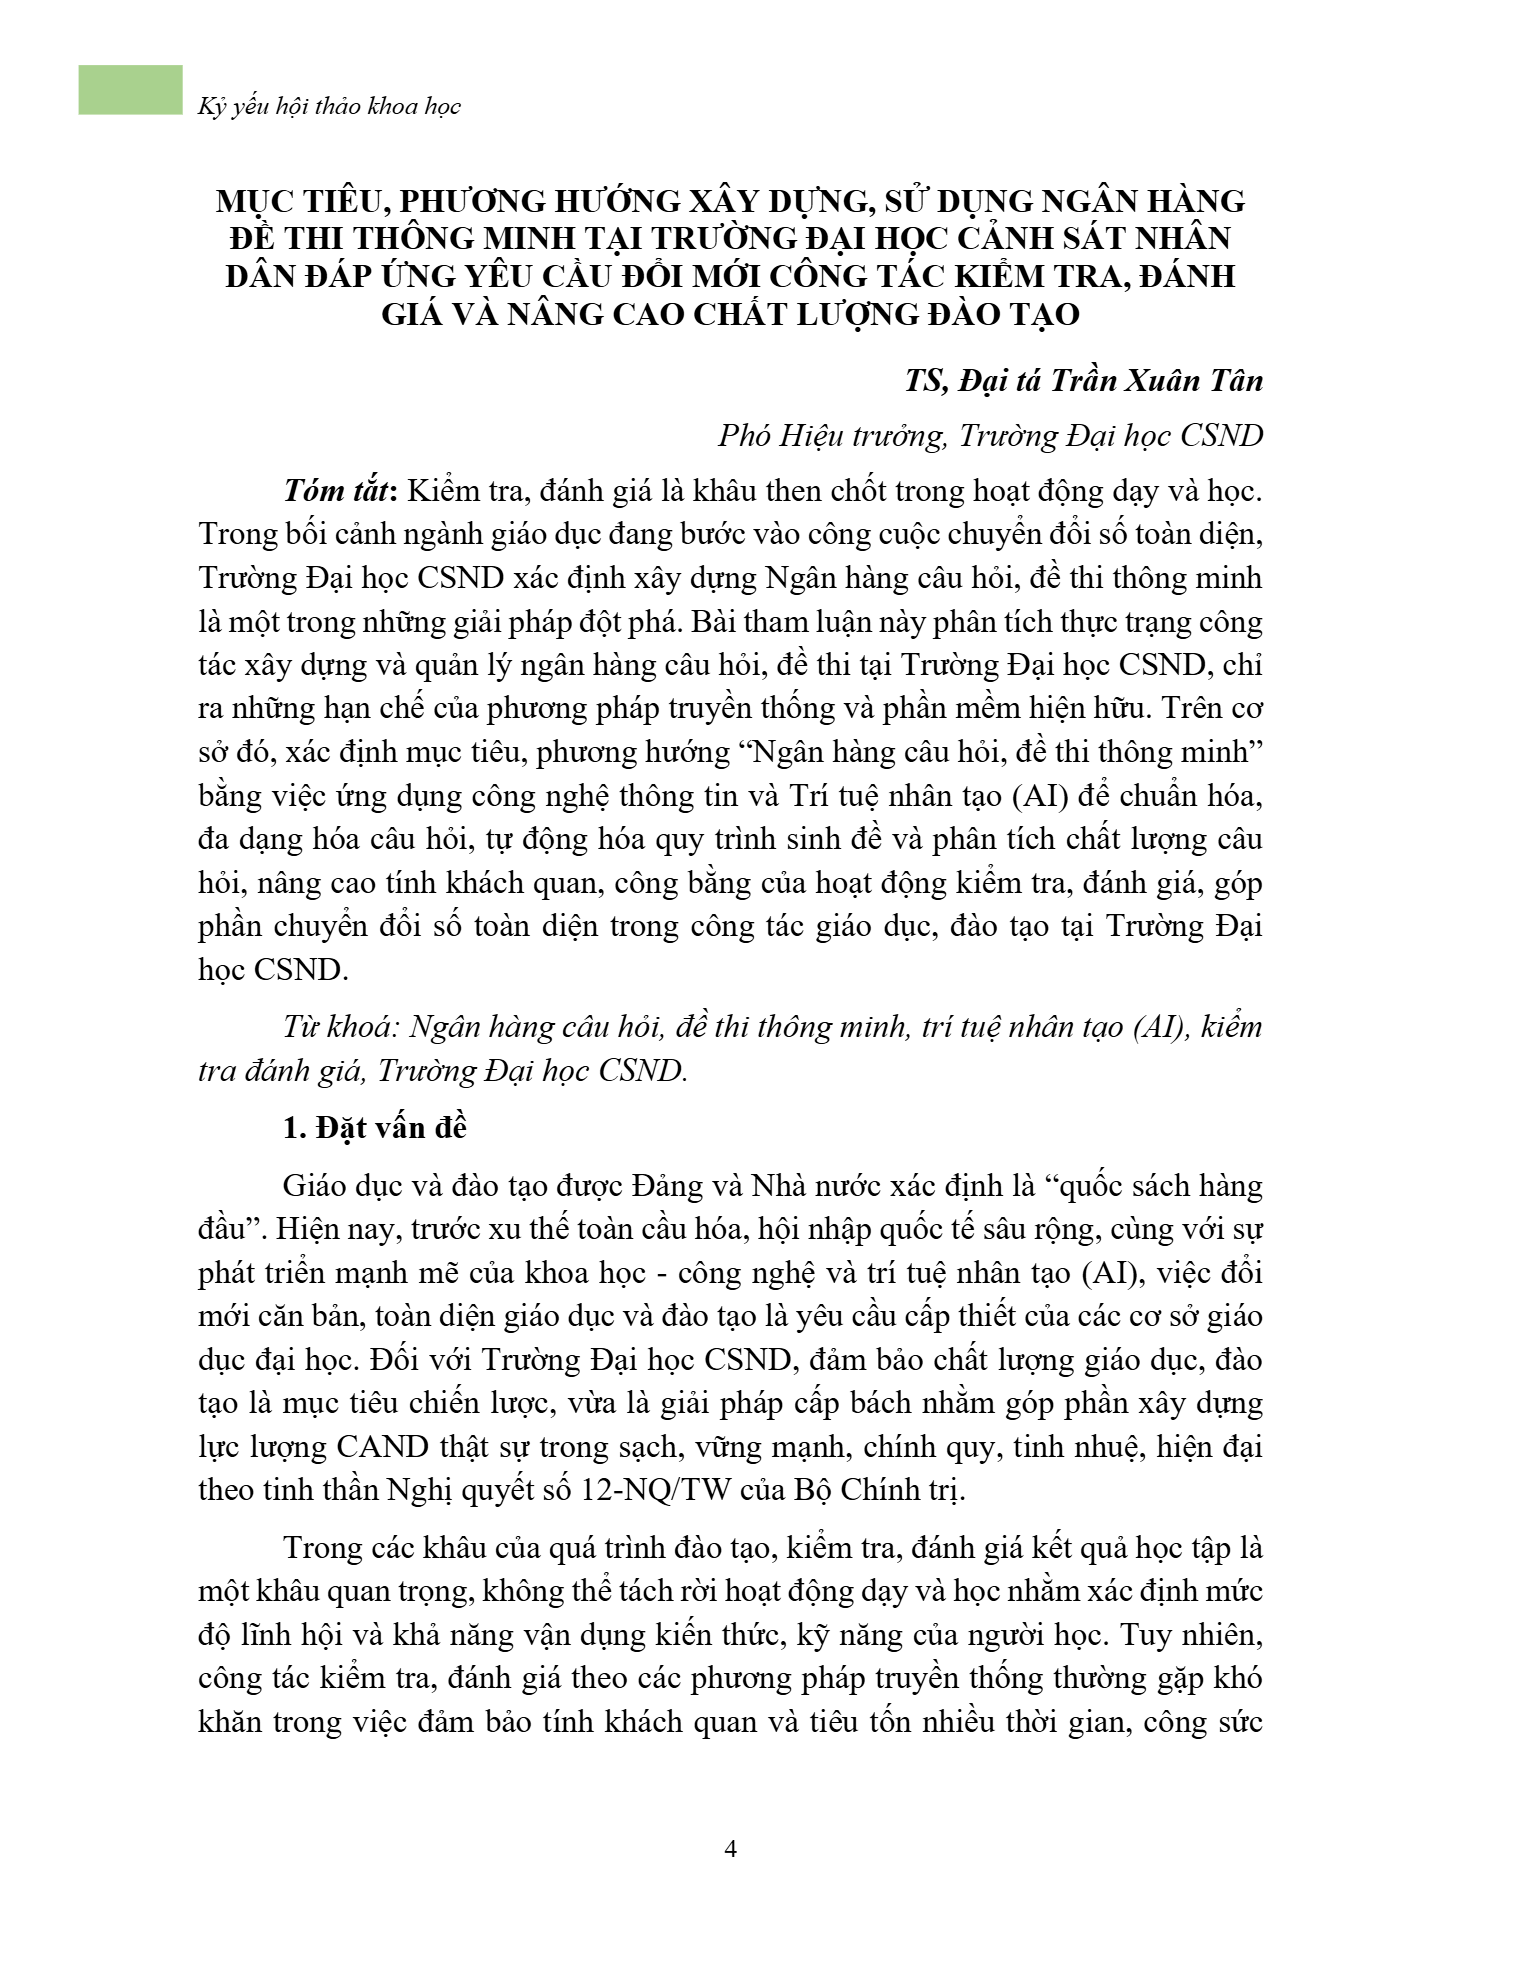 Kỷ yếu hội thảo khoa học
MỤC TIÊU, PHƯƠNG HƯỚNG XÂY DỰNG, SỬ DỤNG NGÂN HÀNG
ĐỀ THI THÔNG MINH TẠI TRƯỜNG ĐẠI HỌC CẢNH SÁT NHÂN
DÂN ĐÁP ỨNG YÊU CẦU ĐỔI MỚI CÔNG TÁC KIỂM TRA, ĐÁNH
GIÁ VÀ NÂNG CAO CHẤT LƯỢNG ĐÀO TẠO
TS, Đại tá Trần Xuân Tân
Phó Hiệu trưởng, Trường Đại học CSND
Tóm tắt: Kiểm tra, đánh giá là khâu then chốt trong hoạt động dạy và học.
Trong bối cảnh ngành giáo dục đang bước vào công cuộc chuyển đổi số toàn diện,
Trường Đại học CSND xác định xây dựng Ngân hàng câu hỏi, đề thi thông minh
là một trong những giải pháp đột phá. Bài tham luận này phân tích thực trạng công
tác xây dựng và quản lý ngân hàng câu hỏi, đề thi tại Trường Đại học CSND, chỉ
ra những hạn chế của phương pháp truyền thống và phần mềm hiện hữu. Trên cơ
sở đó, xác định mục tiêu, phương hướng “Ngân hàng câu hỏi, đề thi thông minh”
bằng việc ứng dụng công nghệ thông tin và Trí tuệ nhân tạo (AI) để chuẩn hóa,
đa dạng hóa câu hỏi, tự động hóa quy trình sinh đề và phân tích chất lượng câu
hỏi, nâng cao tính khách quan, công bằng của hoạt động kiểm tra, đánh giá, góp
phần chuyển đổi số toàn diện trong công tác giáo dục, đào tạo tại Trường Đại
học CSND.
Từ khoá: Ngân hàng câu hỏi, đề thi thông minh, trí tuệ nhân tạo (AI), kiểm
tra đánh giá, Trường Đại học CSND.
1. Đặt vấn đề
Giáo dục và đào tạo được Đảng và Nhà nước xác định là “quốc sách hàng
đầu”. Hiện nay, trước xu thế toàn cầu hóa, hội nhập quốc tế sâu rộng, cùng với sự
phát triển mạnh mẽ của khoa học - công nghệ và trí tuệ nhân tạo (AI), việc đổi
mới căn bản, toàn diện giáo dục và đào tạo là yêu cầu cấp thiết của các cơ sở giáo
dục đại học. Đối với Trường Đại học CSND, đảm bảo chất lượng giáo dục, đào
tạo là mục tiêu chiến lược, vừa là giải pháp cấp bách nhằm góp phần xây dựng
lực lượng CAND thật sự trong sạch, vững mạnh, chính quy, tinh nhuệ, hiện đại
theo tinh thần Nghị quyết số 12-NQ/TW của Bộ Chính trị.
Trong các khâu của quá trình đào tạo, kiểm tra, đánh giá kết quả học tập là
một khâu quan trọng, không thể tách rời hoạt động dạy và học nhằm xác định mức
độ lĩnh hội và khả năng vận dụng kiến thức, kỹ năng của người học. Tuy nhiên,
công tác kiểm tra, đánh giá theo các phương pháp truyền thống thường gặp khó
khăn trong việc đảm bảo tính khách quan và tiêu tốn nhiều thời gian, công sức
4